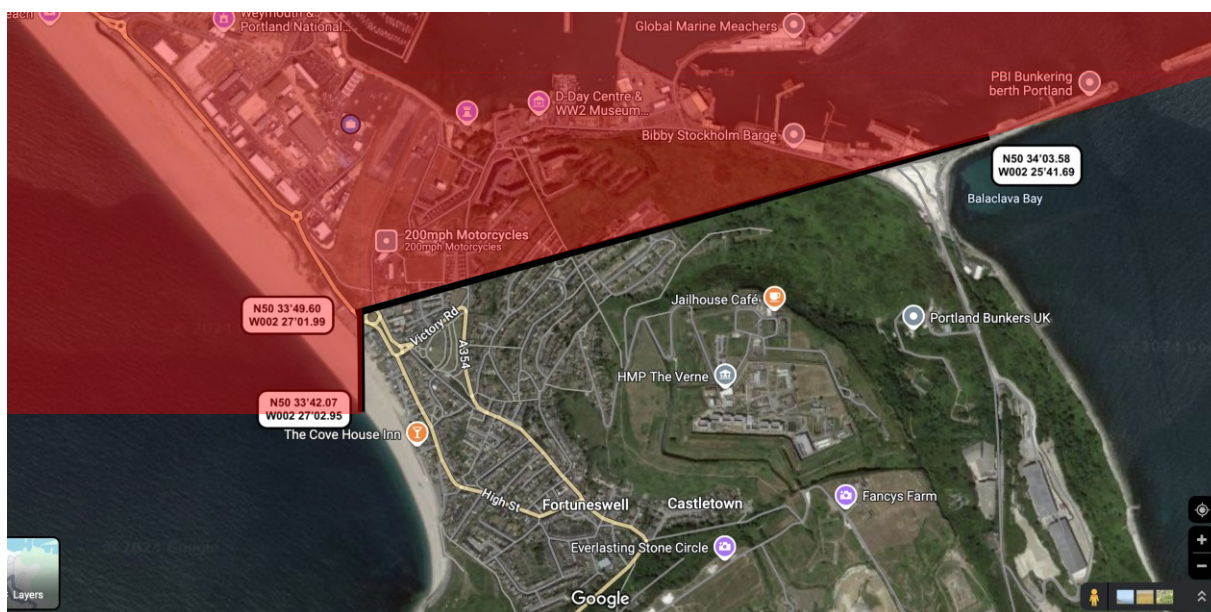 each
Weymouth &
Portland National...
Global Marine Meachers
PBI Bunkering
berth Portland
D-Day Centre &
WW2 Museum...
Bibby Stockholm Barge
N50 34'03.58
W002 25'41.69
Balaclava Bay
200mph Motorcycles
200mph Motorcycles
Jailhouse Café
N50 33'49.60
W002 27'01.99
Victory Rd
A354
Portland Bunkers UK
HMP The Verne
N50 33'42.07
W002 27'02.95
The Cove House Inn
High St
Fortuneswell
Castletown
Fancys Farm
Everlasting Stone Circle
Layers
Google